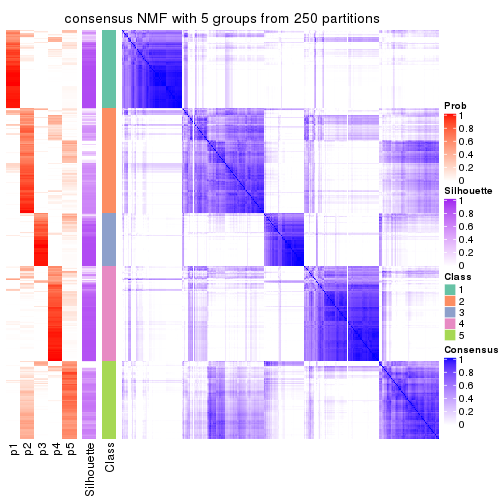 consensus NMF with 5 groups from 250 partitions
Prob
1
0.8
0.6
0.4
0.2
0
Silhouette
1
0.8
0.6
0.4
0.2
0
Class
1
2
3
4
5
Consensus
1
0.8
0.6
0.4
0.2
0
p1
p2
p3
p4
p5
Silhouette
Class